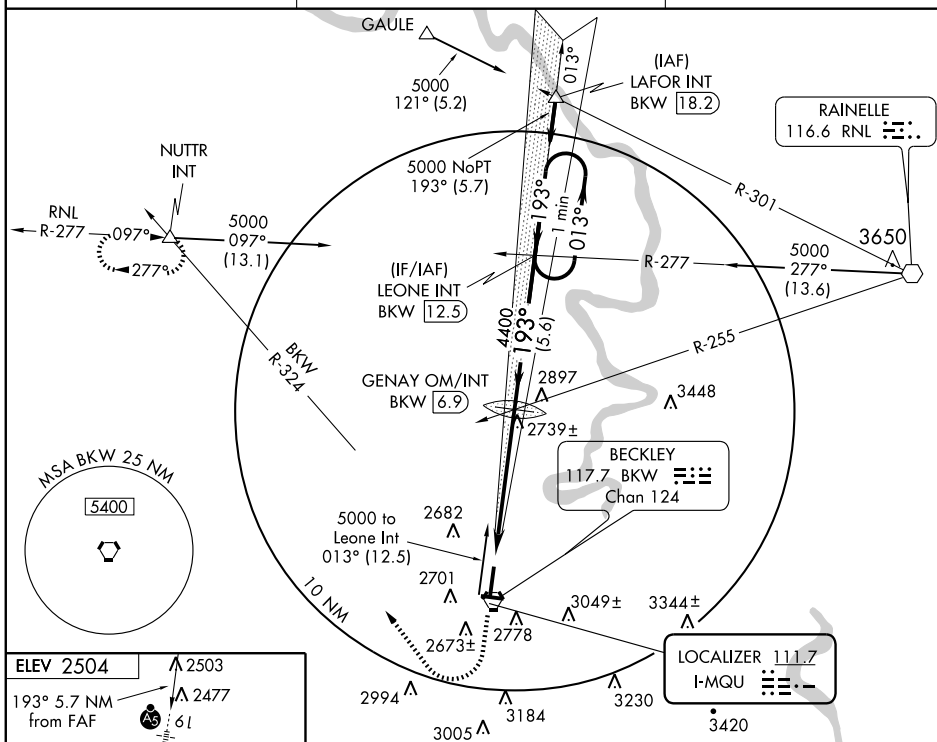 GAULE
5000
121° (5.2)
013°
(IAF)
LAFOR INT
BKW 18.2
RAINELLE
116.6 RNL
NUTTR
INT
5000 NoPT
193° (5.7)
R-301
RNL
R-277
097°
277°
5000
097°
(13.1)
193°
1 min
013°
3650
(IF/IAF)
LEONE INT
BKW 12.5
R-277
5000
277°
(13.6)
4400
193°
(5.6)
R-255
BKW
R-324
GENAY OM/INT
BKW 6.9
2897
3448
2739±
MSA BKW 25 NM
5400
BECKLEY
117.7 BKW
Chan 124
5000 to
Leone Int
013° (12.5)
2682
2701
10 NM
2673±
2778
3049±
3344±
LOCALIZER 111.7
I-MQU
ELEV 2504
2503
193° 5.7 NM
from FAF
2477
A5
6L
2994
3184
3230
3005
3420